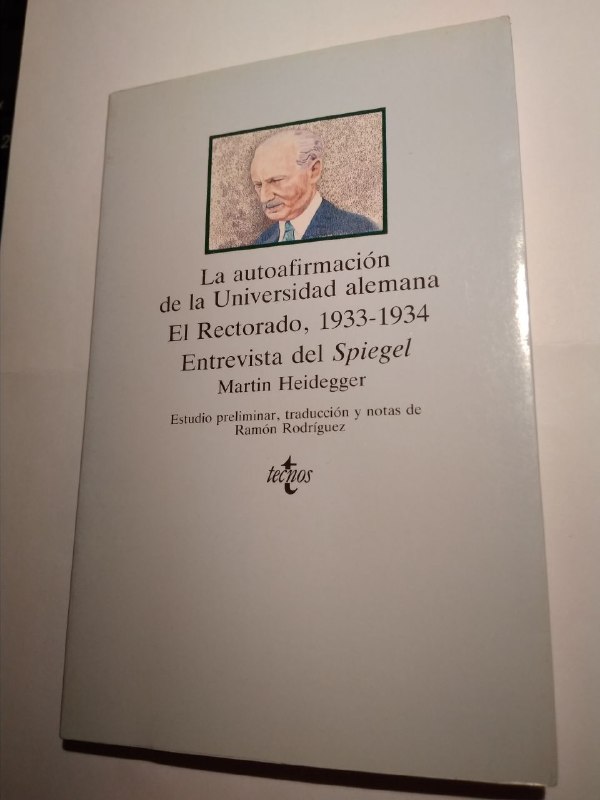 La autoafirmación
de la Universidad alemana
El Rectorado, 1933-1934
Entrevista del Spiegel
Martin Heidegger
Estudio preliminar, traducción y notas de
Ramón Rodríguez
tecnos